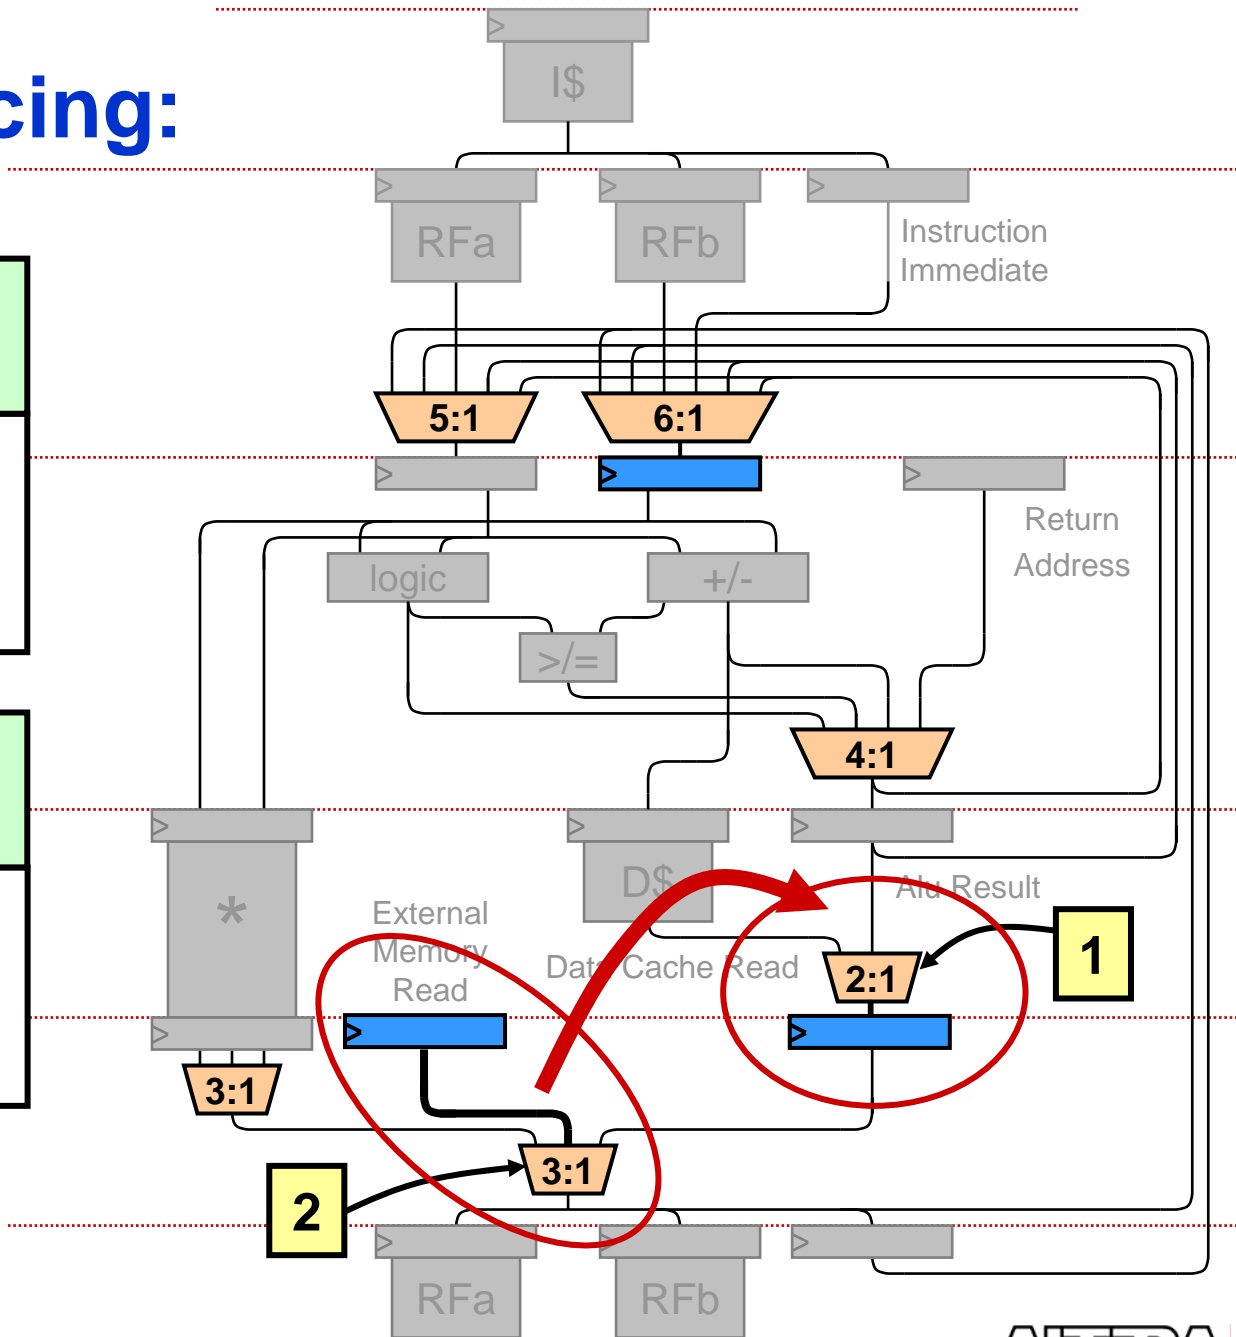 I$
cing:
RFa
RFb
Instruction
Immediate
5:1
6:1
Return
Address
logic
+/-
>/=
4:1
D$
Alu Result
*
External
Memory
Read
Data Cache Read
2:1
1
3:1
3:1
2
RFa
RFb